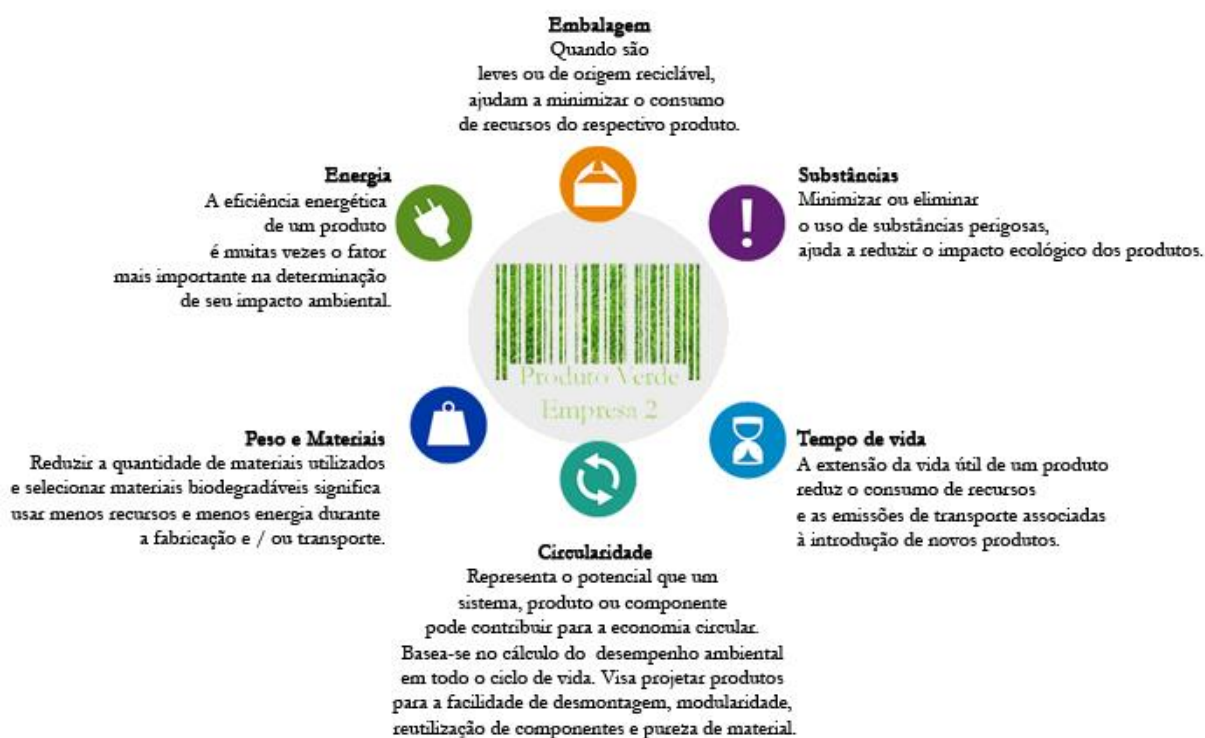 Embalagem
Quando são
leves ou de origem reciclável,
ajudam a minimizar o consumo
de recursos do respectivo produto.
Energia
A eficiência energética
de um produto
é muitas vezes o fator
mais importante na determinação
de seu impacto ambiental.
Substâncias
Minimizar ou eliminar
o uso de substâncias perigosas,
ajuda a reduzir o impacto ecológico dos produtos.
Produto Verde
Empresa 2
Peso e Materiais
Reduzir a quantidade de materiais utilizados
e selecionar materiais biodegradáveis significa
usar menos recursos e menos energia durante
a fabricação e / ou transporte.
Tempo de vida
A extensão da vida útil de um produto
reduz o consumo de recursos
e as emissões de transporte associadas
à introdução de novos produtos.
Circularidade
Representa o potencial que um
sistema, produto ou componente
pode contribuir para a economia circular.
Basea-se no cálculo do desempenho ambiental
em todo o ciclo de vida. Visa projetar produtos
para a facilidade de desmontagem, modularidade,
reutilização de componentes e pureza de material.